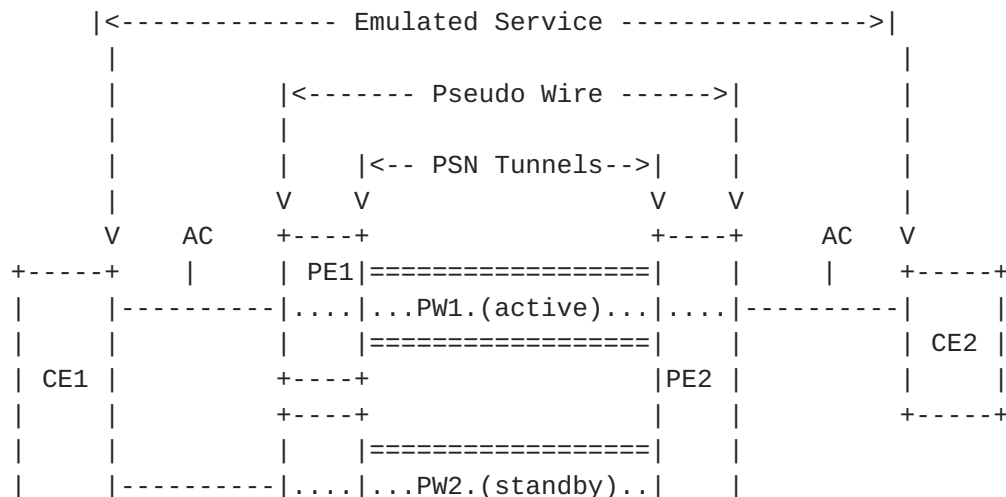 |<-------------- Emulated Service ---------------->|
|                                                  |
|          |<------- Pseudo Wire ------>|          |
|          |                            |          |
|          |    |<-- PSN Tunnels-->|    |          |
|          V    V                  V    V          |
V    AC    +----+                  +----+     AC   V
+-----+    |     | PE1|==================|    |     |    +-----+
|     |----------|....|...PW1.(active)...|....|----------|     |
|     |          |    |==================|    |          | CE2 |
| CE1 |          +----+                  |PE2 |          |     |
|     |          +----+                  |    |          +-----+
|     |          |    |==================|    |
|     |----------|....|...PW2.(standby)..|    |